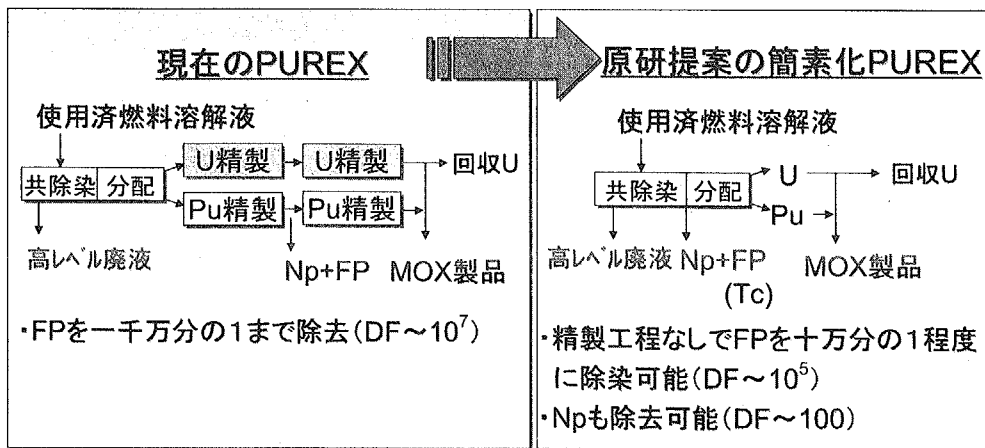 現在のPUREX
使用済燃料溶解液
U精製
U精製
回収U
共除染
分配
Pu精製
Pu精製
高レベル廃液
Np+FP
MOX製品
・FPを一千万分の1まで除去(DF～10⁷)
原研提案の簡素化PUREX
使用済燃料溶解液
U
回収U
共除染
分配
Pu
高レベル廃液
Np+FP
(Tc)
MOX製品
・精製工程なしでFPを十万分の1程度
に除染可能(DF～10⁵)
・Npも除去可能(DF～100)